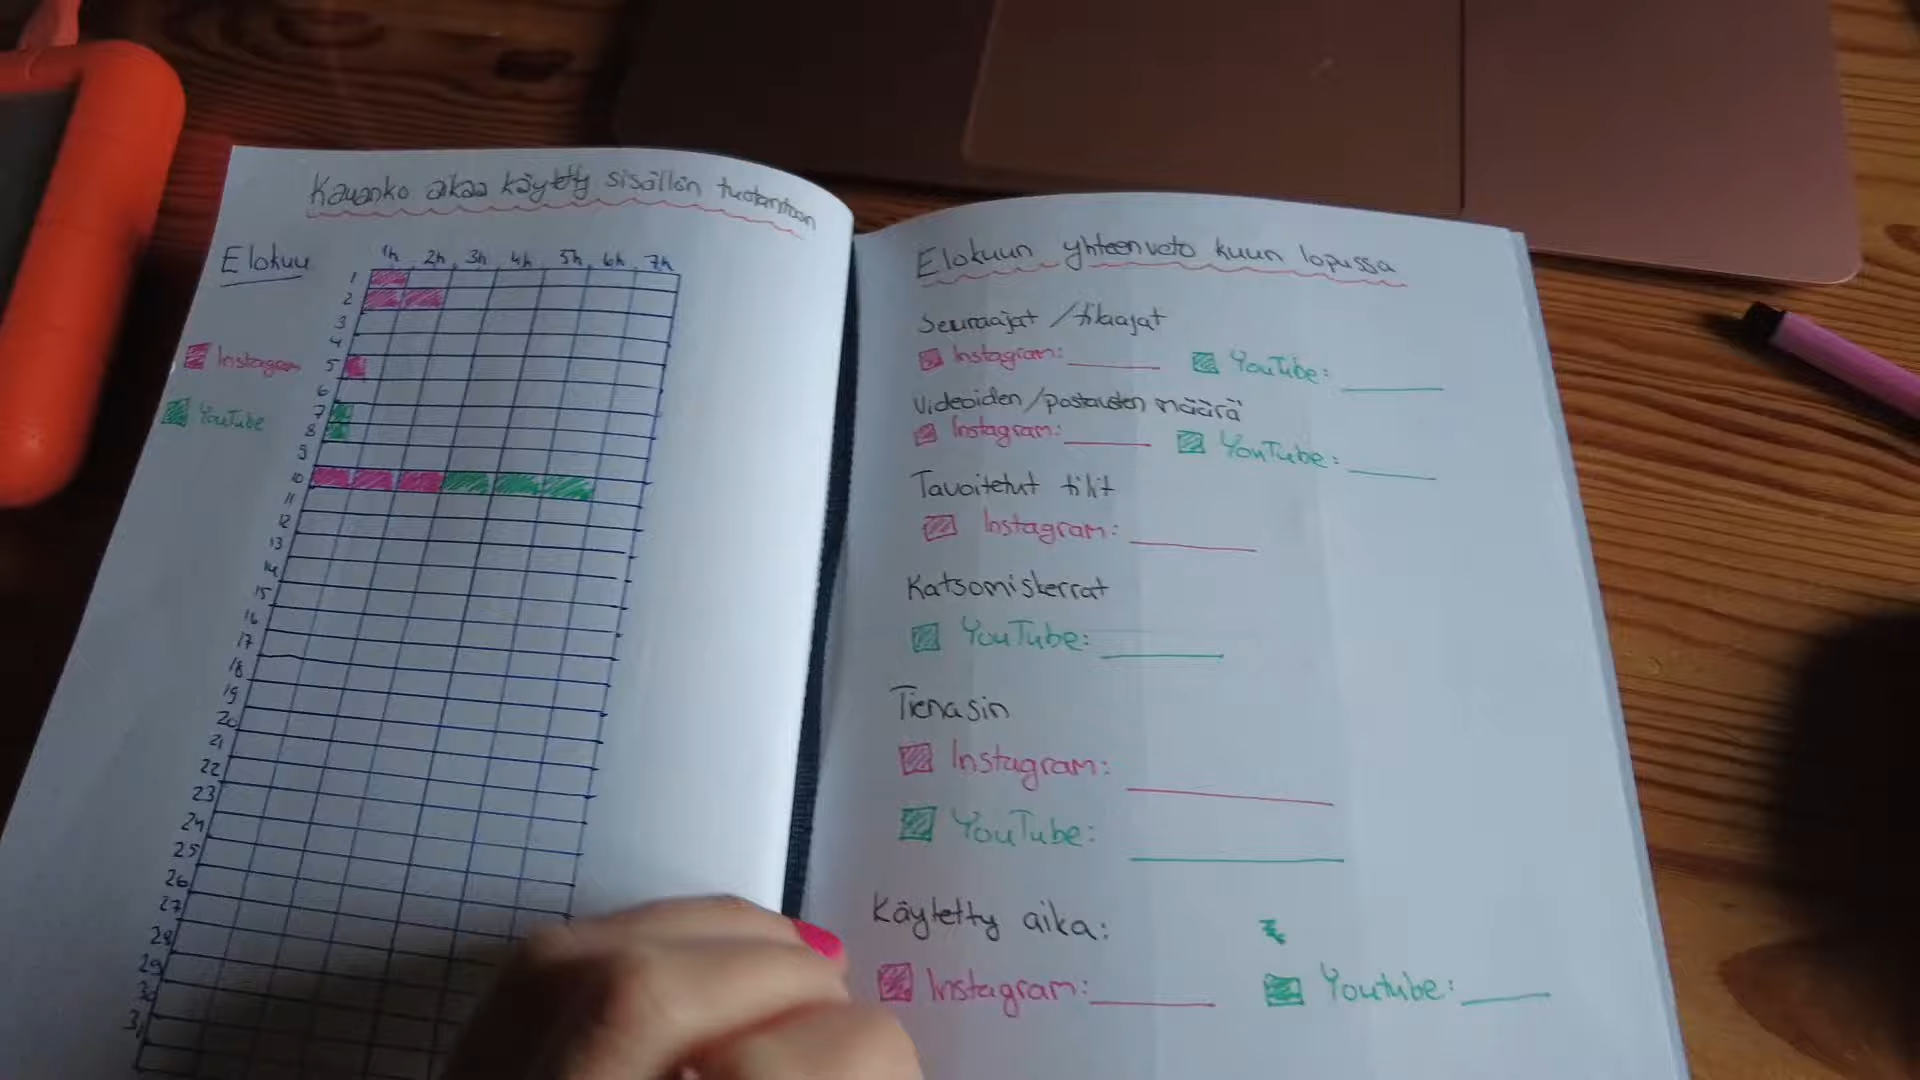 Kauanko aikaa käytetty sisällön tuotantoon
Elokuu
1h 2h 3h 4h 5h 6h 7h
1
2
3
4
Instagram
5
6
7
YouTube
8
9
10
11
12
13
14
15
16
17
18
19
20
21
22
23
24
25
26
27
28
29
30
31
Elokuun yhteenveto kuun lopussa
Seuraajat / tilaajat
Instagram: YouTube:
Videoiden / postausten määrä
Instagram: YouTube:
Tavoitetut tilit
Instagram:
Katsomiskerrat
YouTube:
Tienasin
Instagram:
YouTube:
Käytetty aika:
Instagram: Youtube: